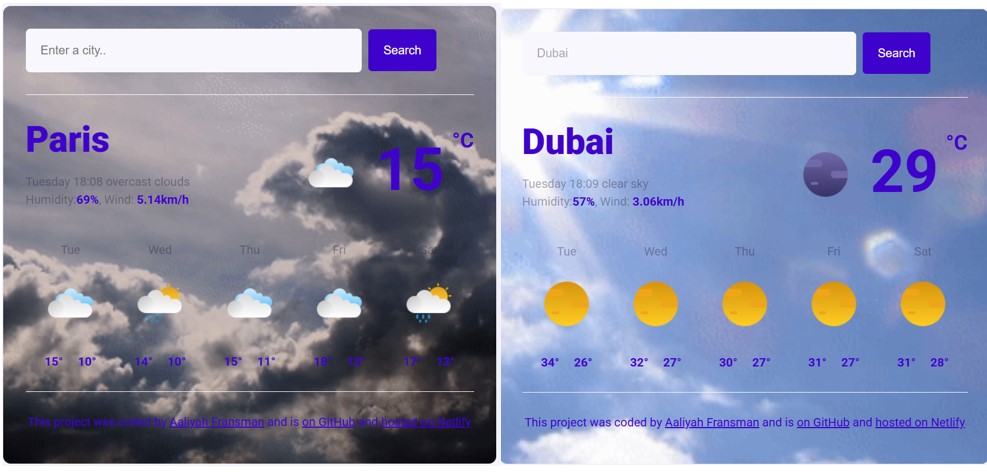 Enter a city..
Search
Paris
15 °C
Tuesday 18:08 overcast clouds
Humidity:69%, Wind: 5.14km/h
Tue Wed Thu Fri Sat
15° 10° 14° 10° 15° 11° 18° 12° 17° 13°
This project was coded by Aaliyah Fransman and is on GitHub and hosted on Netlify
Dubai
Search
Dubai
29 °C
Tuesday 18:09 clear sky
Humidity:57%, Wind: 3.06km/h
Tue Wed Thu Fri Sat
34° 26° 32° 27° 30° 27° 31° 27° 31° 28°
This project was coded by Aaliyah Fransman and is on GitHub and hosted on Netlify